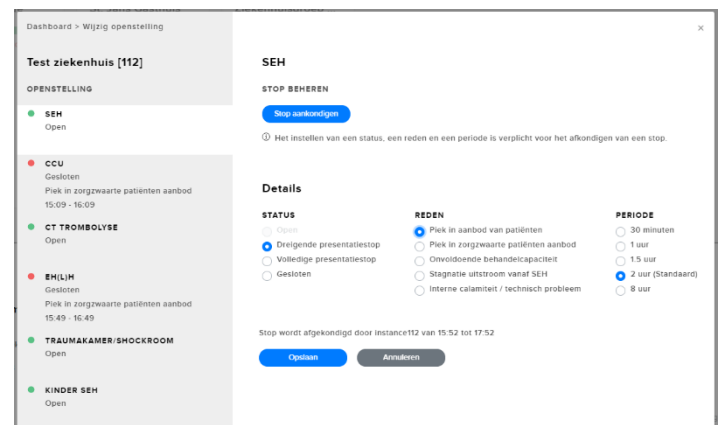 Dashboard > Wijzig openstelling
×
Test ziekenhuis [112]
OPENSTELLING
SEH
Open
CCU
Gesloten
Piek in zorgzwaarte patiënten aanbod
15:09 - 16:09
CT TROMBOLYSE
Open
EH(L)H
Gesloten
Piek in zorgzwaarte patiënten aanbod
15:49 - 16:49
TRAUMAKAMER/SHOCKROOM
Open
KINDER SEH
Open
SEH
STOP BEHEREN
Stop aankondigen
Het instellen van een status, een reden en een periode is verplicht voor het afkondigen van een stop.
Details
STATUS
Open
Dreigende presentatiestop
Volledige presentatiestop
Gesloten
REDEN
Piek in aanbod van patiënten
Piek in zorgzwaarte patiënten aanbod
Onvoldoende behandelcapaciteit
Stagnatie uitstroom vanaf SEH
Interne calamiteit / technisch probleem
PERIODE
30 minuten
1 uur
1.5 uur
2 uur (Standaard)
8 uur
Stop wordt afgekondigd door instance112 van 15:52 tot 17:52
Opslaan
Annuleren